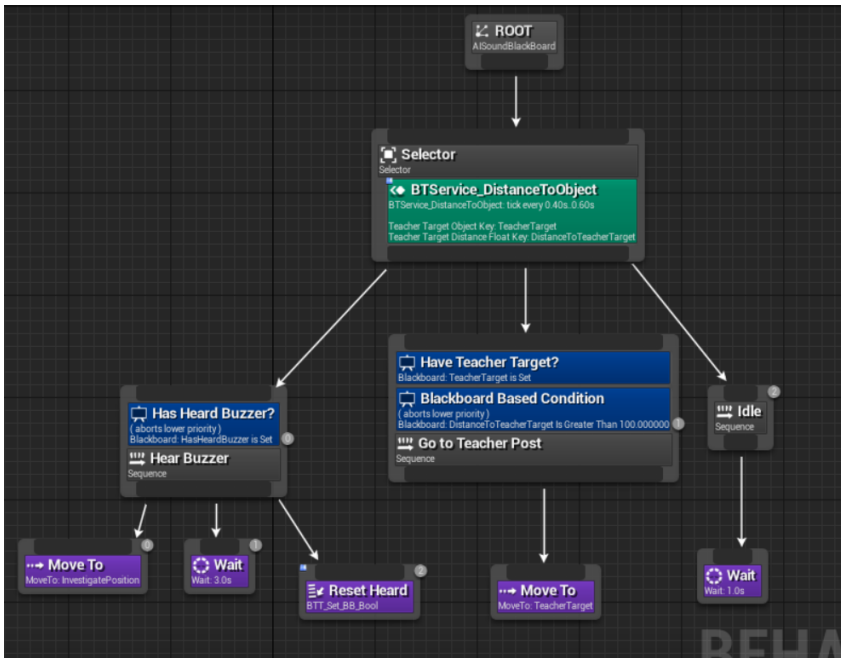 ROOT
AISoundBlackBoard
Selector
Selector
BTService_DistanceToObject
BTService_DistanceToObject: tick every 0.40s..0.60s
Teacher Target Object Key: TeacherTarget
Teacher Target Distance Float Key: DistanceToTeacherTarget
Has Heard Buzzer?
( aborts lower priority )
Blackboard: HasHeardBuzzer is Set
0
Hear Buzzer
Sequence
Have Teacher Target?
Blackboard: TeacherTarget is Set
Blackboard Based Condition
( aborts lower priority )
Blackboard: DistanceToTeacherTarget Is Greater Than 100.000000
1
Go to Teacher Post
Sequence
2
Idle
Sequence
0
Move To
MoveTo: InvestigatePosition
1
Wait
Wait: 3.0s
2
Reset Heard
BTT_Set_BB_Bool
Move To
MoveTo: TeacherTarget
Wait
Wait: 1.0s
BEHA